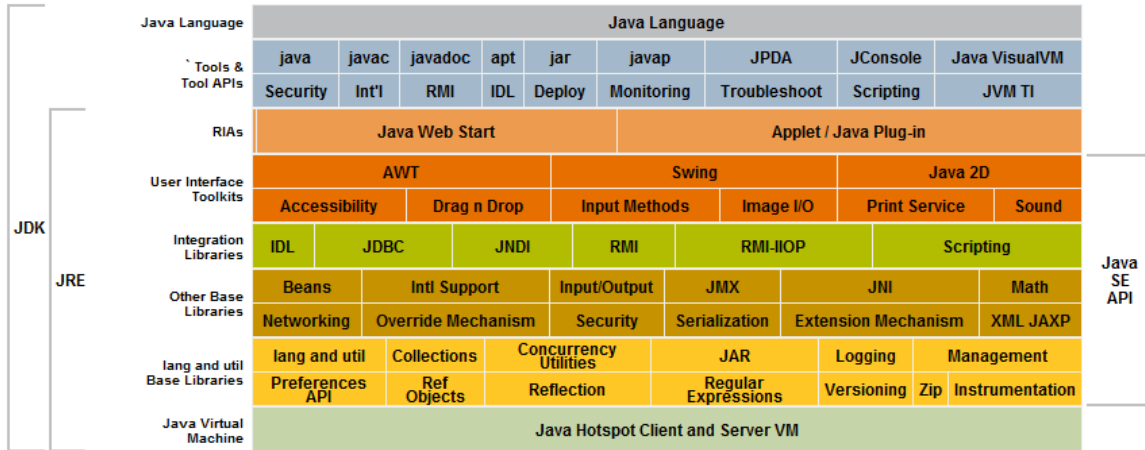 Java Language Java Language
java javac javadoc apt jar javap JPDA JConsole Java VisualVM
` Tools &
Tool APIs
Security Int'l RMI IDL Deploy Monitoring Troubleshoot Scripting JVM TI
RIAs Java Web Start Applet / Java Plug-in
AWT Swing Java 2D
User Interface
Toolkits
Accessibility Drag n Drop Input Methods Image I/O Print Service Sound
JDK
Integration
Libraries
IDL JDBC JNDI RMI RMI-IIOP Scripting
JRE
Java
SE
API
Beans Intl Support Input/Output JMX JNI Math
Other Base
Libraries
Networking Override Mechanism Security Serialization Extension Mechanism XML JAXP
lang and util Collections Concurrency
Utilities JAR Logging Management
lang and util
Base Libraries
Preferences
API Ref
Objects Reflection Regular
Expressions Versioning Zip Instrumentation
Java Virtual
Machine
Java Hotspot Client and Server VM